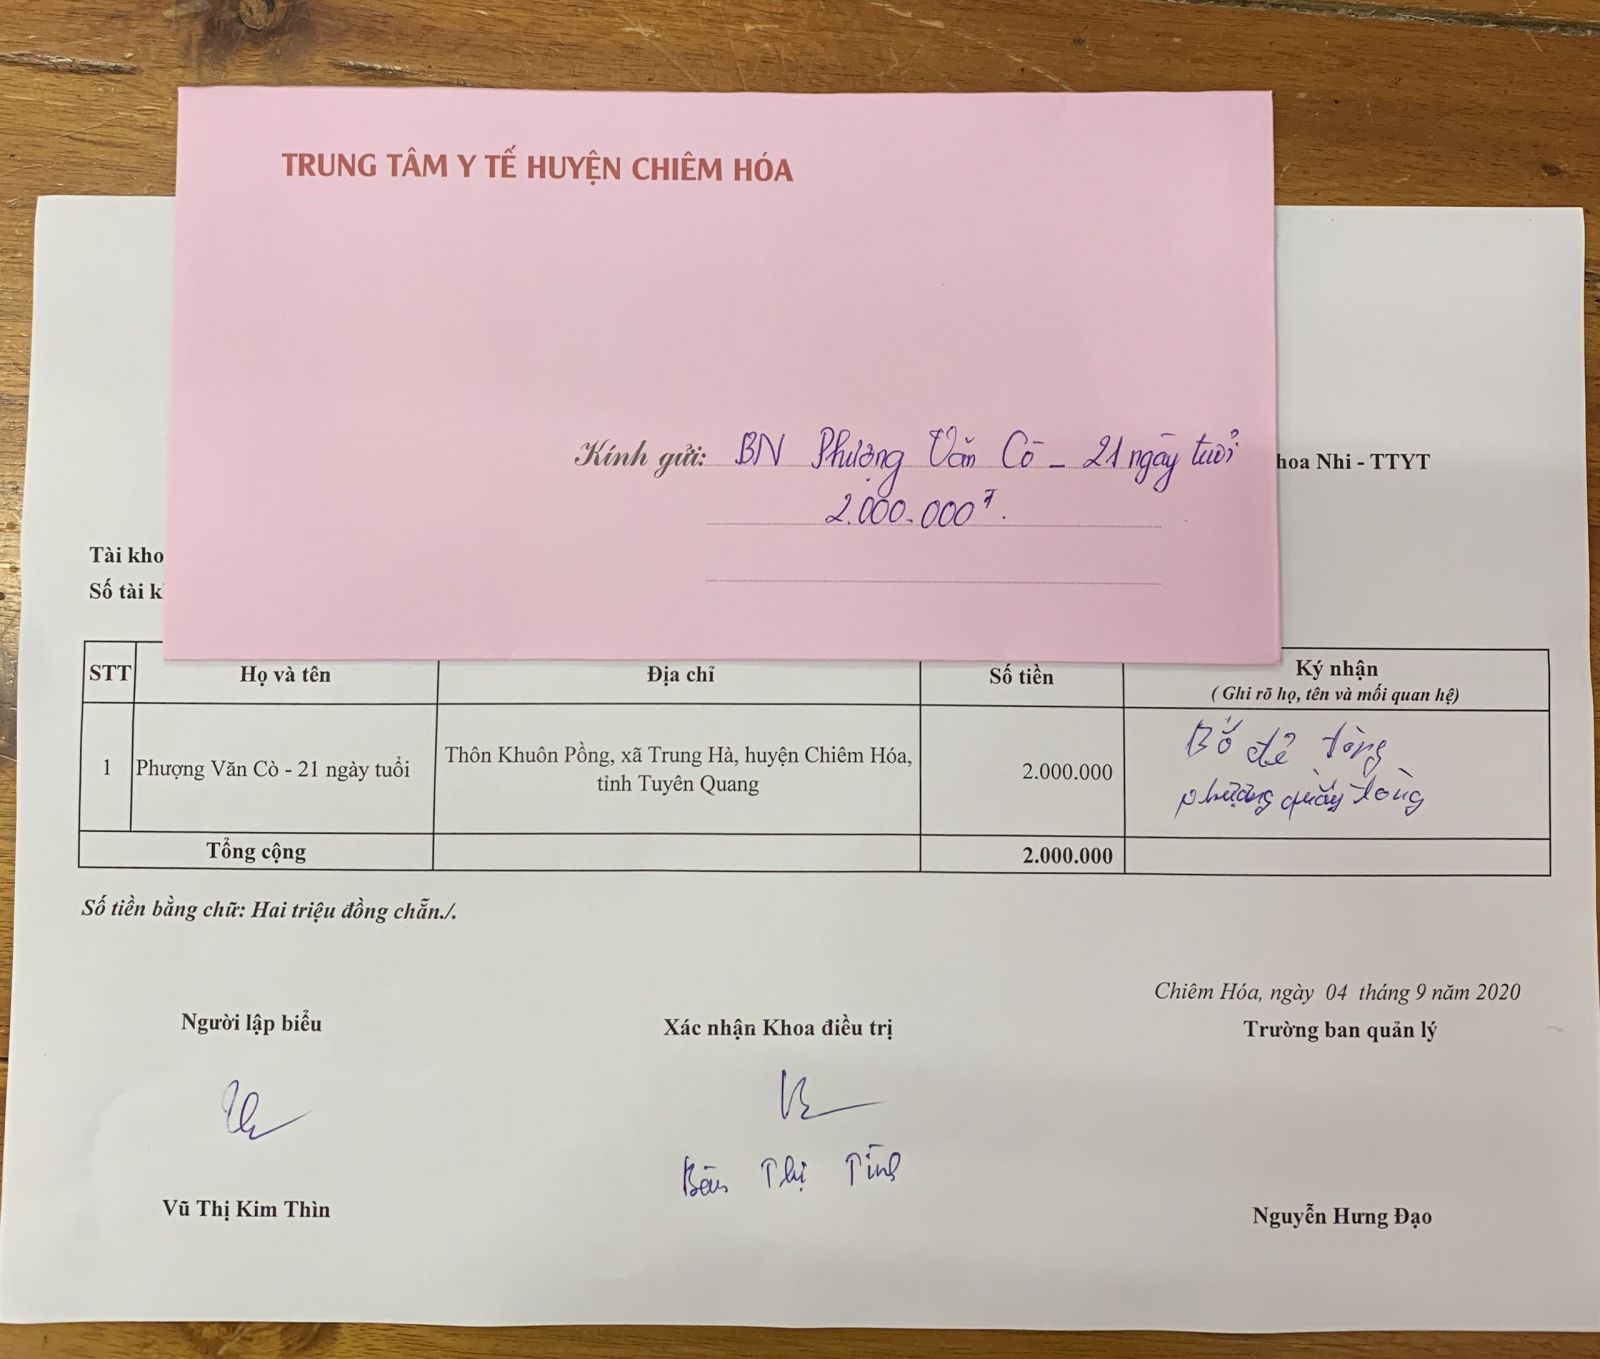 TRUNG TÂM Y TẾ HUYỆN CHIÊM HÓA
Kính gửi: BN Phượng Văn Cò - 21 ngày tuổi
2.000.000đ.
hoa Nhi - TTYT
Tài kho
Số tài k
STT Họ và tên Địa chỉ Số tiền Ký nhận
( Ghi rõ họ, tên và mối quan hệ)
1 Phượng Văn Cò - 21 ngày tuổi Thôn Khuôn Pồng, xã Trung Hà, huyện Chiêm Hóa,
tỉnh Tuyên Quang
2.000.000
Bố đẻ
phượng
Tổng cộng 2.000.000
Số tiền bằng chữ: Hai triệu đồng chẵn./.
Chiêm Hóa, ngày 04 tháng 9 năm 2020
Người lập biểu Xác nhận Khoa điều trị Trường ban quản lý
Thị
Vũ Thị Kim Thìn Nguyễn Hưng Đạo